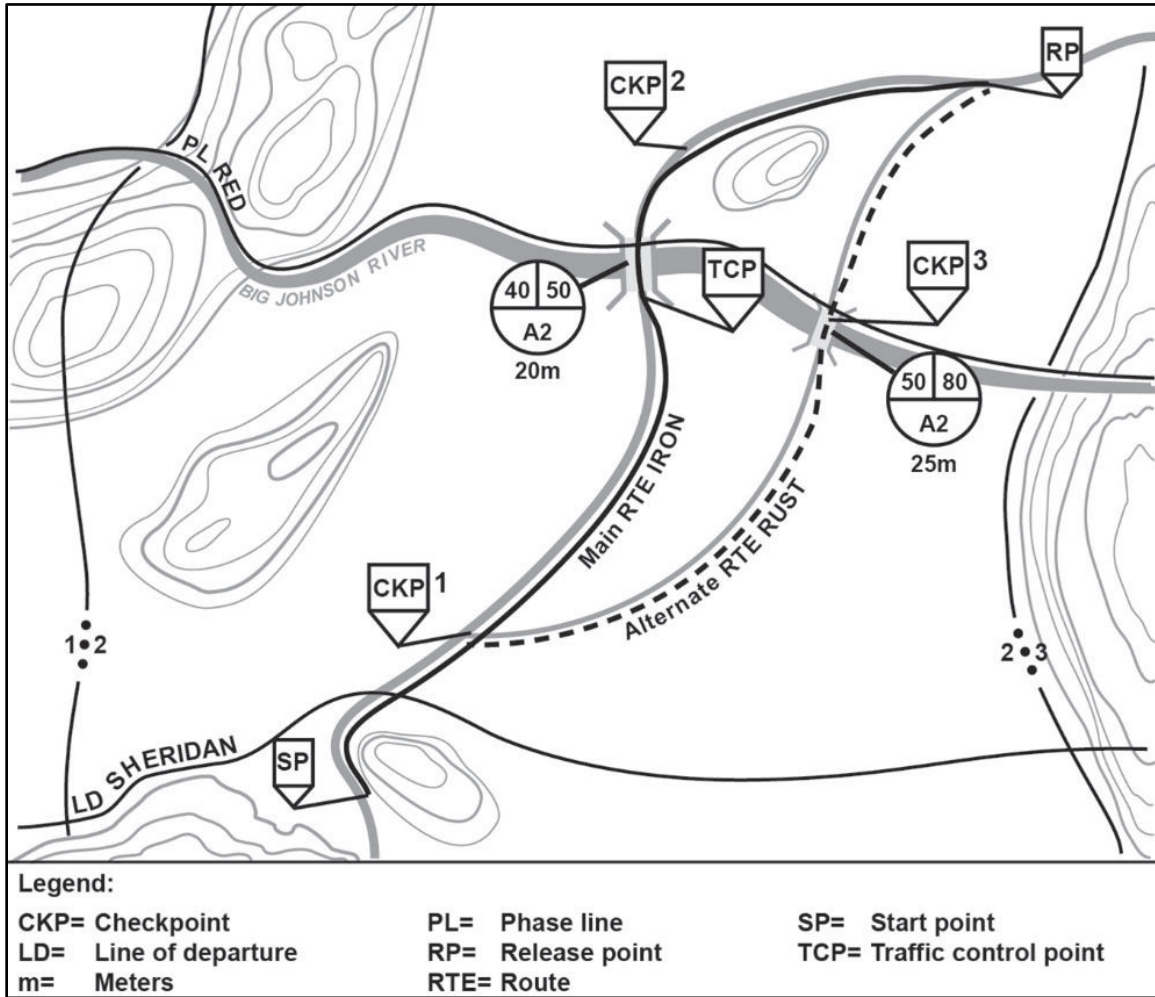 RP
CKP 2
PL RED
BIG JOHNSON RIVER
TCP
CKP 3
40 50
A2
20m
50 80
A2
25m
Main RTE IRON
Alternate RTE RUST
CKP 1
1 2
2 3
LD SHERIDAN
SP
Legend:
CKP= Checkpoint PL= Phase line SP= Start point
LD= Line of departure RP= Release point TCP= Traffic control point
m= Meters RTE= Route